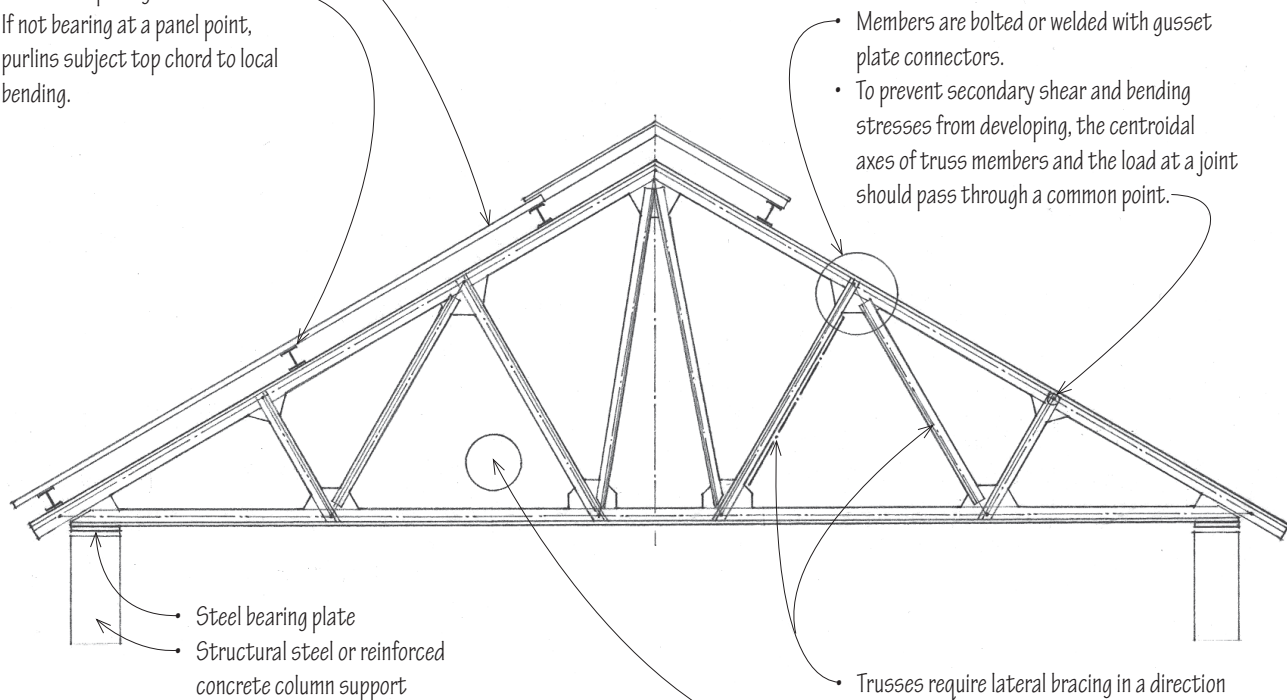 If not bearing at a panel point,
purlins subject top chord to local
bending.
• Members are bolted or welded with gusset
plate connectors.
• To prevent secondary shear and bending
stresses from developing, the centroidal
axes of truss members and the load at a joint
should pass through a common point.
• Steel bearing plate
• Structural steel or reinforced
concrete column support
• Trusses require lateral bracing in a direction